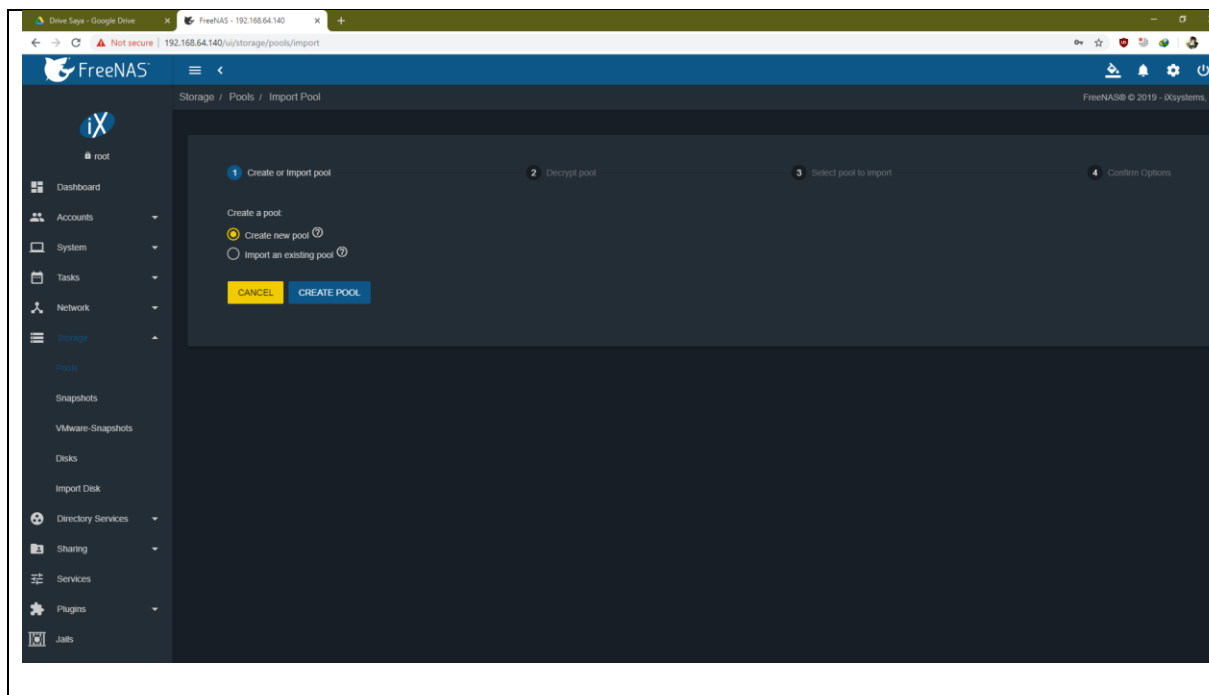 Drive Saya - Google Drive
FreeNAS - 192.168.64.140
Not secure | 192.168.64.140/ui/storage/pools/import
FreeNAS
Storage / Pools / Import Pool
FreeNAS® © 2019 - iXsystems,
iX
root
Dashboard
Accounts
System
Tasks
Network
Storage
Pools
Snapshots
VMware-Snapshots
Disks
Import Disk
Directory Services
Sharing
Services
Plugins
Jails
1 Create or Import pool
2 Decrypt pool
3 Select pool to import
4 Confirm Options
Create a pool:
Create new pool
Import an existing pool
CANCEL
CREATE POOL